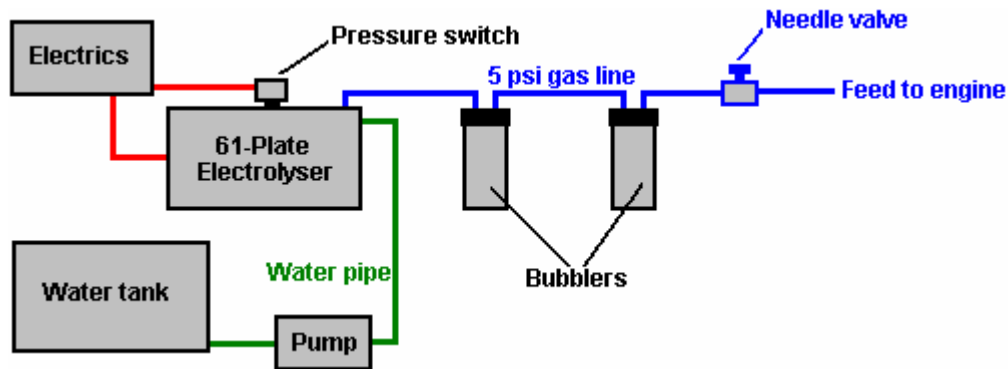 Electrics
Pressure switch
Needle valve
5 psi gas line
Feed to engine
61-Plate
Electrolyser
Water pipe
Bubblers
Water tank
Pump